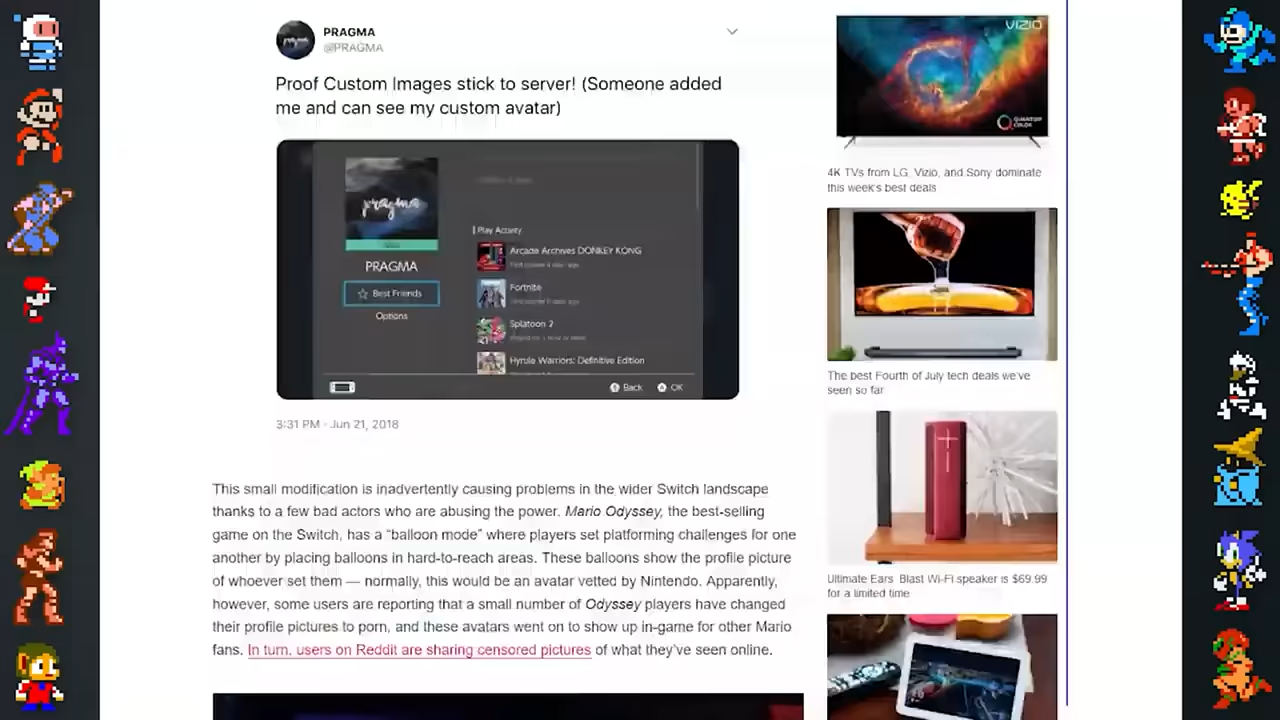 PRAGMA
@PRAGMA
Proof Custom Images stick to server! (Someone added
me and can see my custom avatar)
pragma
PRAGMA
Best Friends
Options
Play Activity
Arcade Archives DONKEY KONG
Fortnite
Splatoon 2
Hyrule Warriors: Definitive Edition
Back
OK
3:31 PM - Jun 21, 2018
This small modification is inadvertently causing problems in the wider Switch landscape
thanks to a few bad actors who are abusing the power. Mario Odyssey, the best-selling
game on the Switch, has a “balloon mode” where players set platforming challenges for one
another by placing balloons in hard-to-reach areas. These balloons show the profile picture
of whoever set them — normally, this would be an avatar vetted by Nintendo. Apparently,
however, some users are reporting that a small number of Odyssey players have changed
their profile pictures to porn, and these avatars went on to show up in-game for other Mario
fans. In turn, users on Reddit are sharing censored pictures of what they’ve seen online.
VIZIO
QUANTUM
COLOR
4K TVs from LG, Vizio, and Sony dominate
this week's best deals
The best Fourth of July tech deals we've
seen so far
Ultimate Ears' Blast Wi-Fi speaker is $69.99
for a limited time